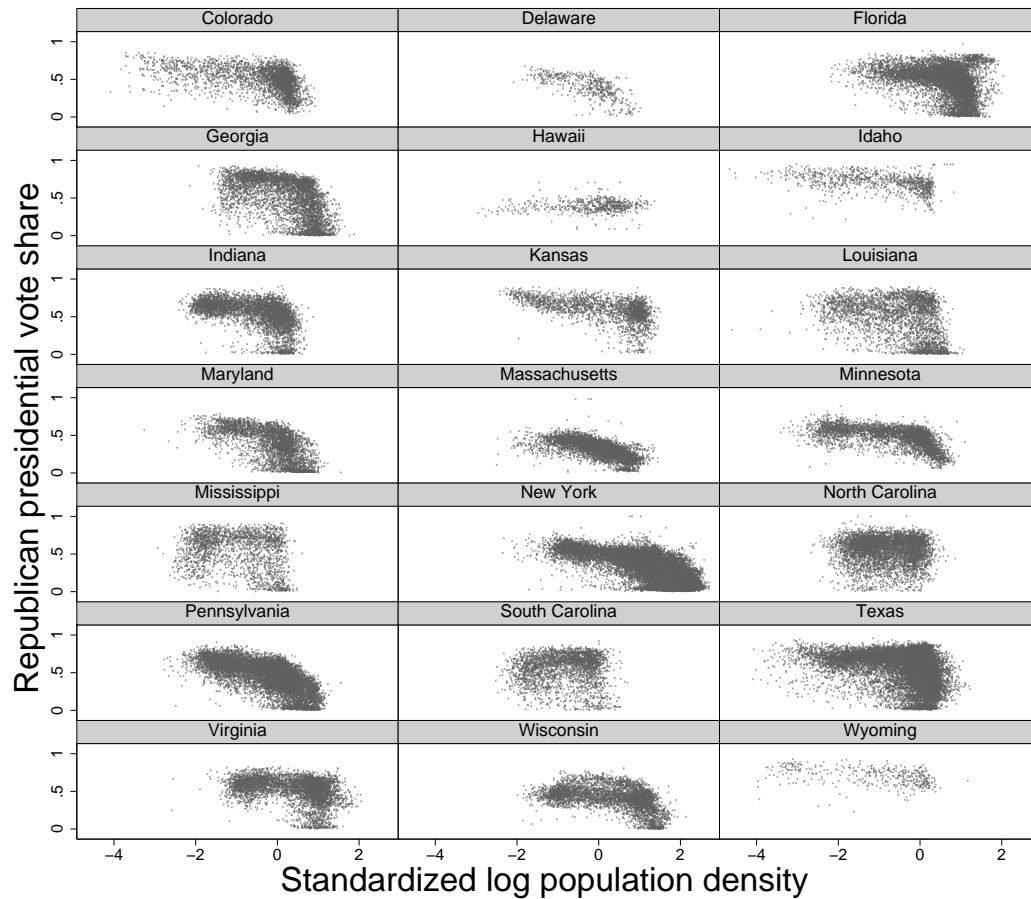 Colorado Delaware Florida
0 .5 1
Georgia Hawaii Idaho
0 .5 1
Indiana Kansas Louisiana
0 .5 1
Maryland Massachusetts Minnesota
0 .5 1
Mississippi New York North Carolina
0 .5 1
Pennsylvania South Carolina Texas
0 .5 1
Virginia Wisconsin Wyoming
0 .5 1
−4 −2 0 2 −4 −2 0 2 −4 −2 0 2
Standardized log population density
Republican presidential vote share